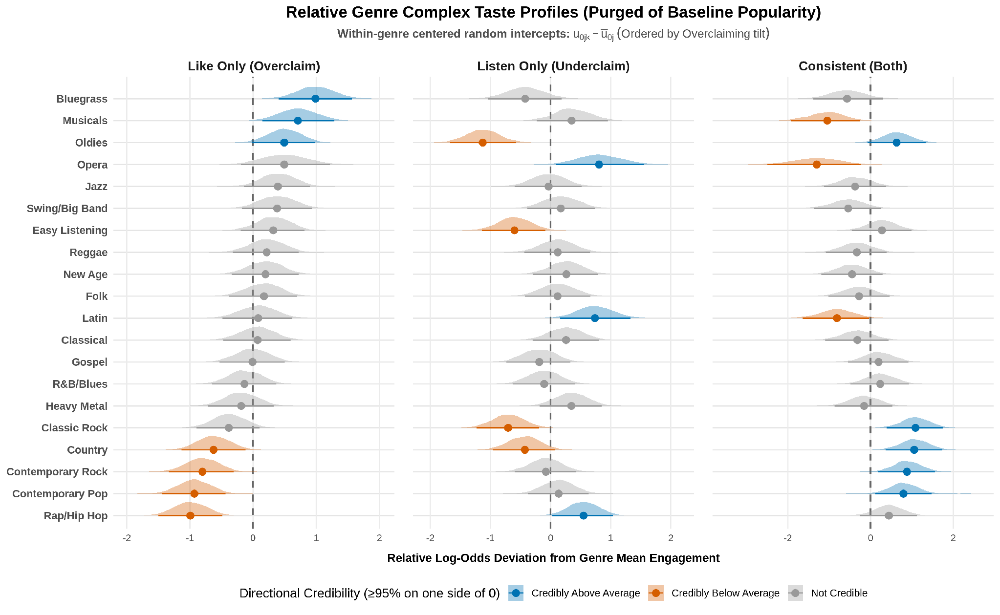 Relative Genre Complex Taste Profiles (Purged of Baseline Popularity)
Within-genre centered random intercepts: u₀ⱼₖ − u̅₀ⱼ (Ordered by Overclaiming tilt)
Like Only (Overclaim)
Listen Only (Underclaim)
Consistent (Both)
Bluegrass
Musicals
Oldies
Opera
Jazz
Swing/Big Band
Easy Listening
Reggae
New Age
Folk
Latin
Classical
Gospel
R&B/Blues
Heavy Metal
Classic Rock
Country
Contemporary Rock
Contemporary Pop
Rap/Hip Hop
-2 -1 0 1 2 -2 -1 0 1 2 -2 0 2
Relative Log-Odds Deviation from Genre Mean Engagement
Directional Credibility (≥95% on one side of 0) Credibly Above Average Credibly Below Average Not Credible